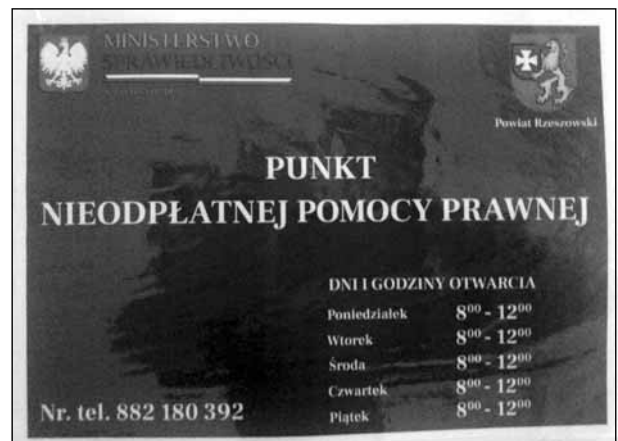 MINISTERSTWO
SPRAWIEDLIWOŚCI
Powiat Rzeszowski
PUNKT
NIEODPŁATNEJ POMOCY PRAWNEJ
DNI I GODZINY OTWARCIA
Poniedziałek 8⁰⁰ - 12⁰⁰
Wtorek 8⁰⁰ - 12⁰⁰
Środa 8⁰⁰ - 12⁰⁰
Czwartek 8⁰⁰ - 12⁰⁰
Piątek 8⁰⁰ - 12⁰⁰
Nr. tel. 882 180 392